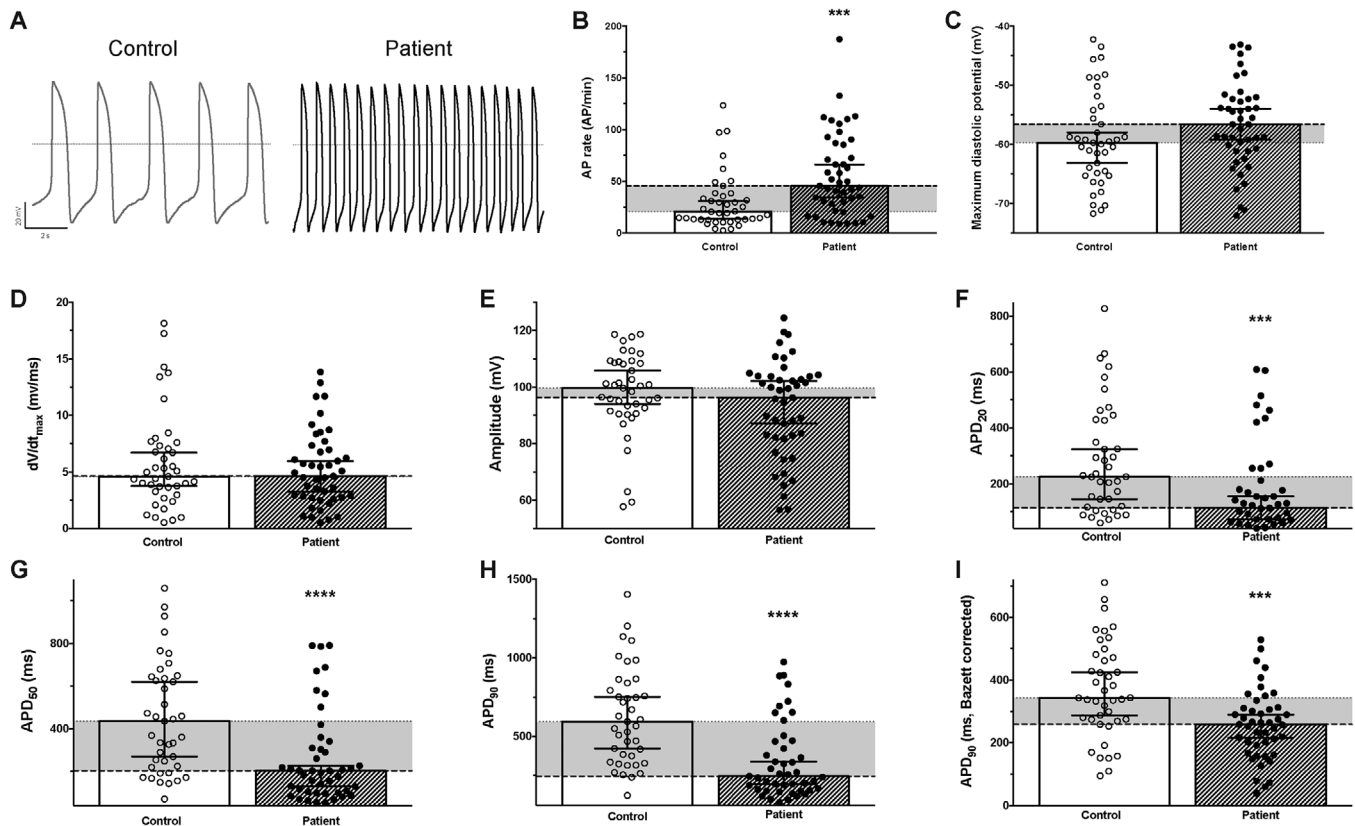 A
Control
Patient
20 mV
2 s
B
***
AP rate (AP/min)
200
150
100
50
0
Control
Patient
C
Maximum diastolic potential (mV)
-40
-50
-60
-70
Control
Patient
D
dV/dtmax (mv/ms)
20
15
10
5
0
Control
Patient
E
Amplitude (mV)
120
100
80
60
Control
Patient
F
***
APD20 (ms)
800
600
400
200
Control
Patient
G
****
APD50 (ms)
800
400
Control
Patient
H
****
APD90 (ms)
1500
1000
500
Control
Patient
I
***
APD90 (ms, Bazett corrected)
600
400
200
0
Control
Patient